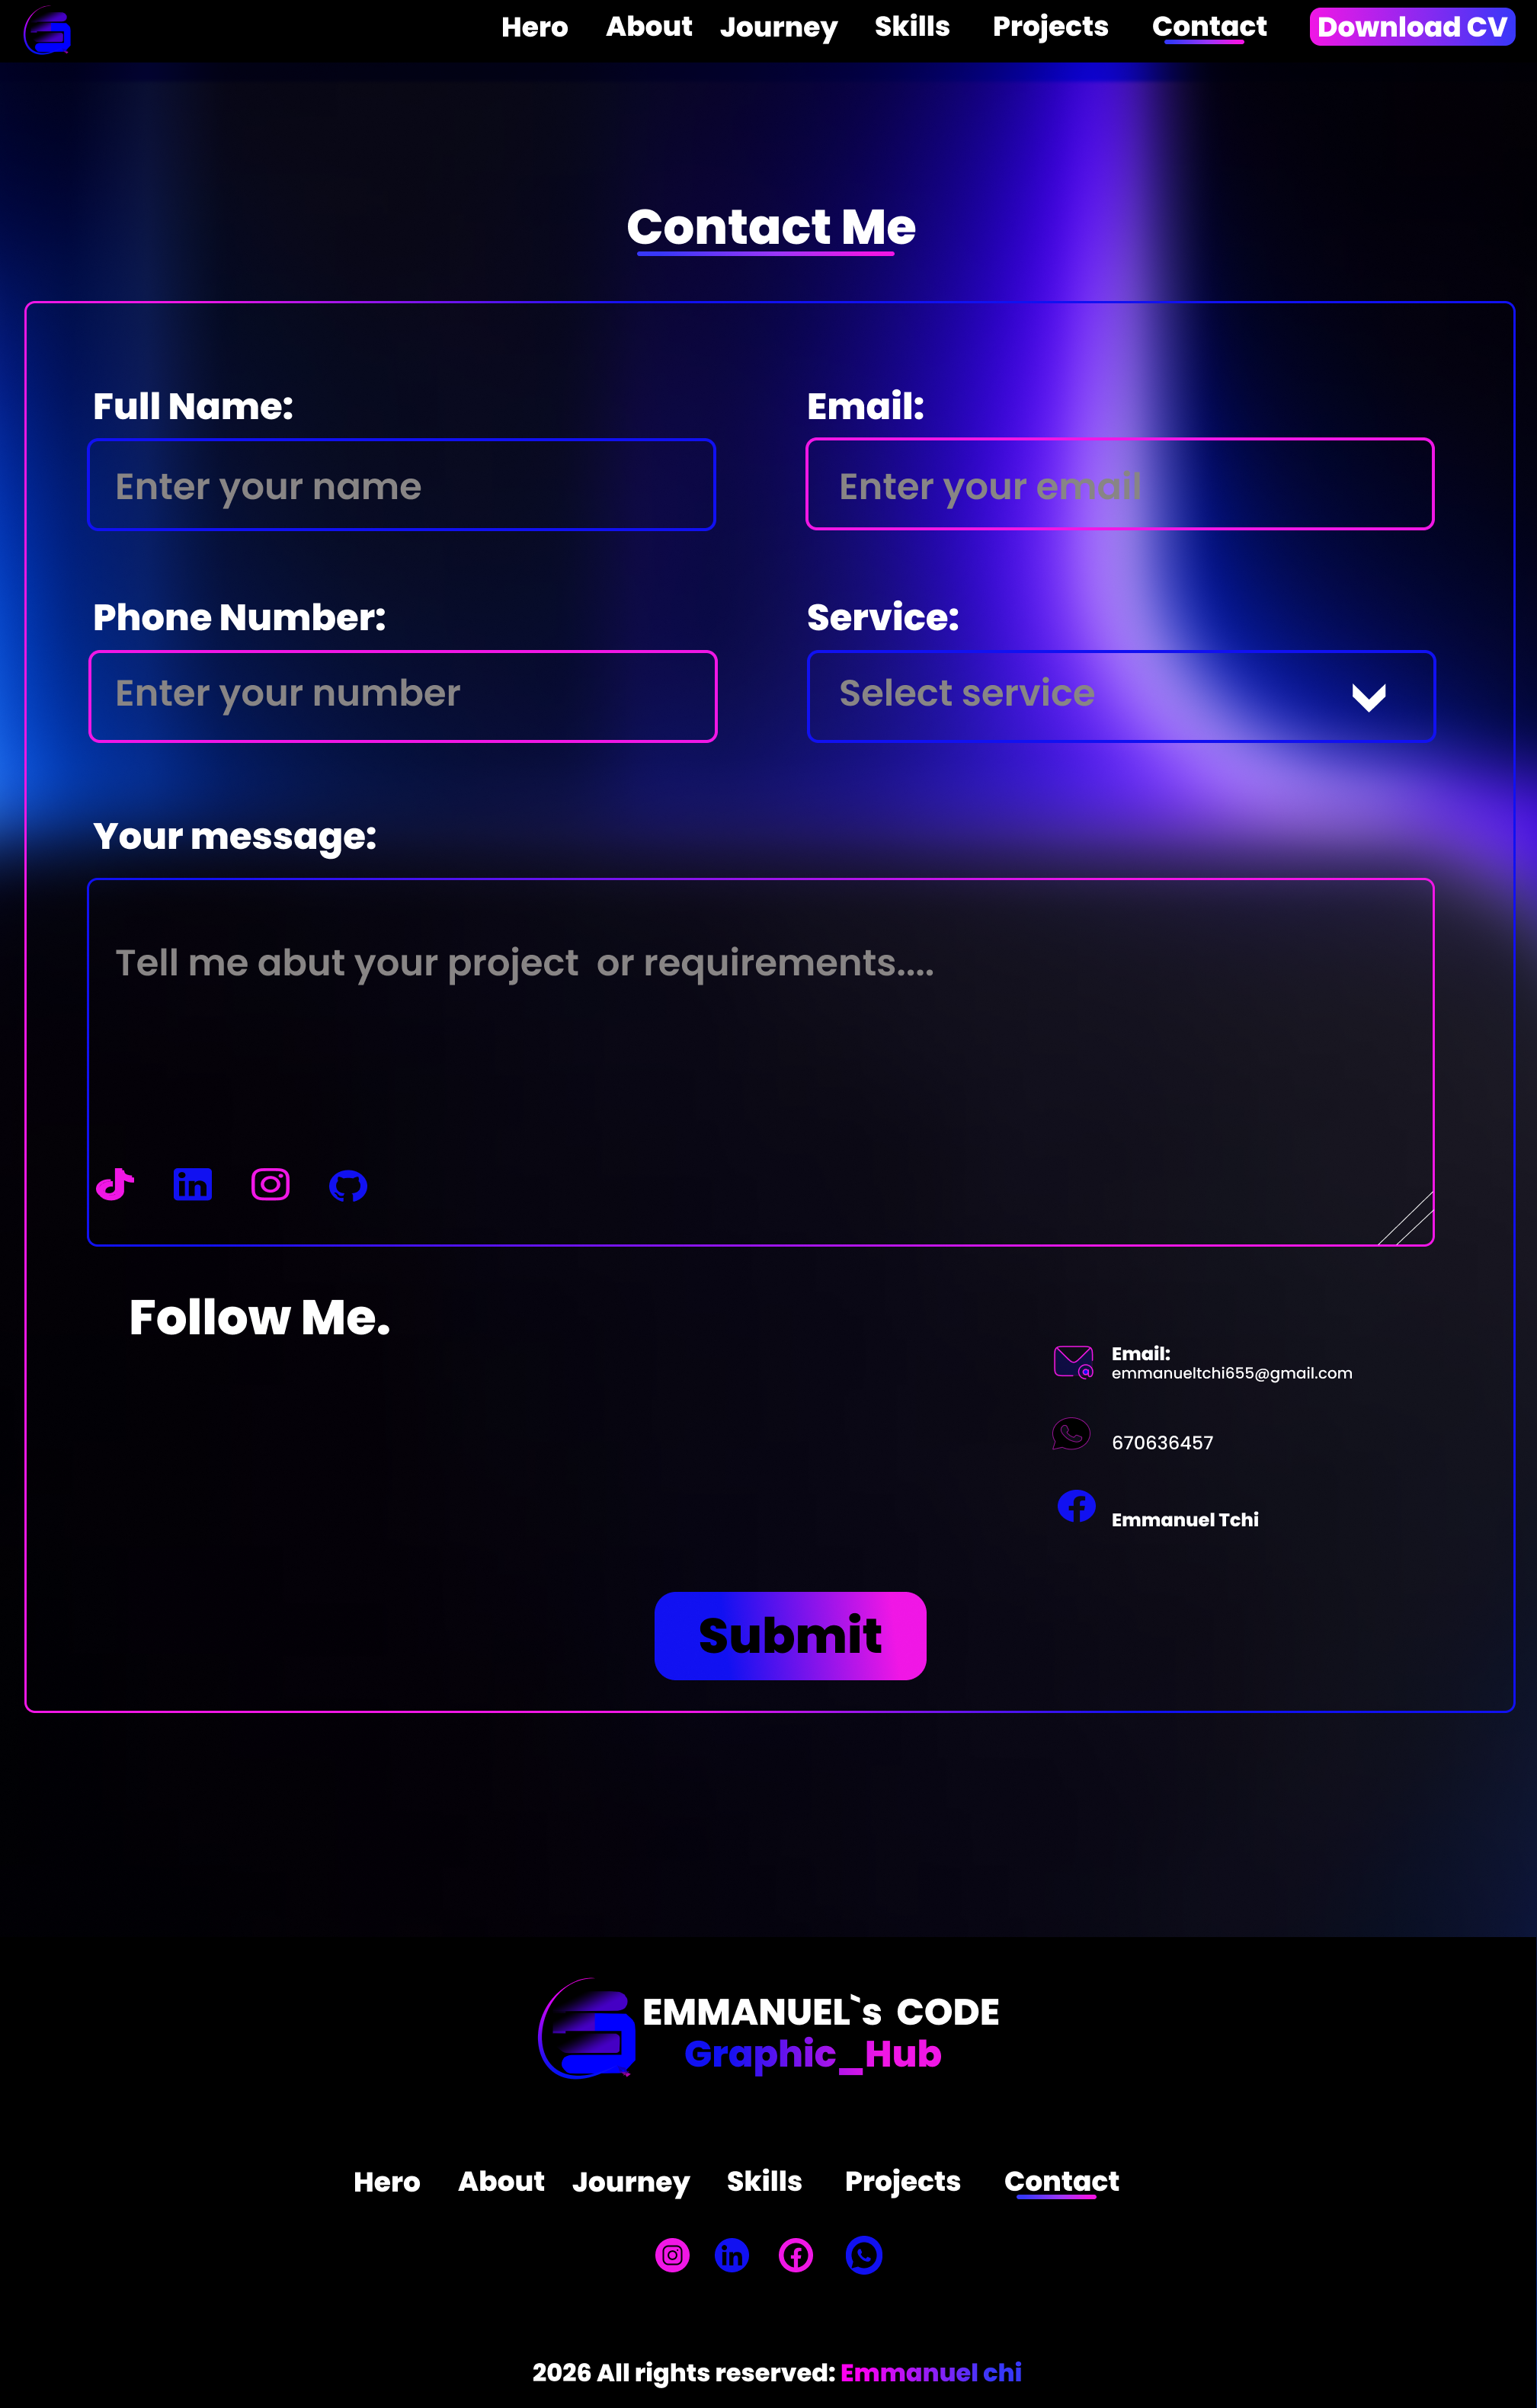 Hero About Journey Skills Projects Contact Download CV
Contact Me
Full Name: Email:
Enter your name Enter your email
Phone Number: Service:
Enter your number Select service
Your message:
Tell me abut your project  or requirements....
Follow Me.
Email:
emmanueltchi655@gmail.com
670636457
Emmanuel Tchi
Submit
EMMANUEL`s CODE
Graphic_Hub
Hero About Journey Skills Projects Contact
2026 All rights reserved: Emmanuel chi